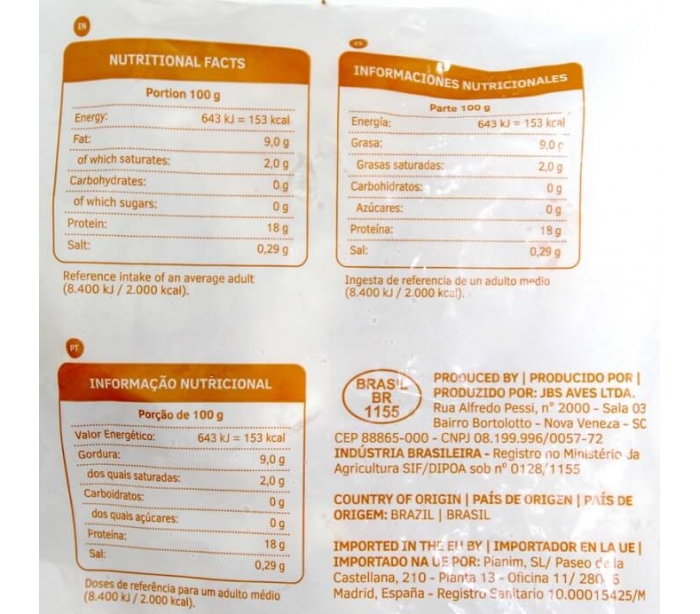 EN
NUTRITIONAL FACTS
Portion 100 g
Energy: 643 kJ = 153 kcal
Fat: 9,0 g
of which saturates: 2,0 g
Carbohydrates: 0 g
of which sugars: 0 g
Protein: 18 g
Salt: 0,29 g
Reference intake of an average adult
(8.400 kJ / 2.000 kcal).
ES
INFORMACIONES NUTRICIONALES
Parte 100 g
Energía: 643 kJ = 153 kcal
Grasa: 9,0 g
Grasas saturadas: 2,0 g
Carbohidratos: 0 g
Azúcares: 0 g
Proteína: 18 g
Sal: 0,29 g
Ingesta de referencia de un adulto medio
(8.400 kJ / 2.000 kcal).
PT
INFORMAÇÃO NUTRICIONAL
Porção de 100 g
Valor Energético: 643 kJ = 153 kcal
Gordura: 9,0 g
dos quais saturadas: 2,0 g
Carboidratos: 0 g
dos quais açúcares: 0 g
Proteína: 18 g
Sal: 0,29 g
Doses de referência para um adulto médio
(8.400 kJ / 2.000 kcal).
BRASIL
BR
1155
PRODUCED BY | PRODUCIDO POR |
PRODUZIDO POR: JBS AVES LTDA.
Rua Alfredo Pessi, nº 2000 - Sala 03
Bairro Bortolotto - Nova Veneza - SC
CEP 88865-000 - CNPJ 08.199.996/0057-72
INDÚSTRIA BRASILEIRA - Registro no Ministério da
Agricultura SIF/DIPOA sob nº 0128/1155
COUNTRY OF ORIGIN | PAÍS DE ORIGEN | PAÍS DE
ORIGEM: BRAZIL | BRASIL
IMPORTED IN THE EU BY | IMPORTADOR EN LA UE |
IMPORTADO NA UE POR: Pianim, SL/ Paseo de la
Castellana, 210 - Planta 13 - Oficina 11/
Madrid, España - Registro Sanitario 10.00015425/M